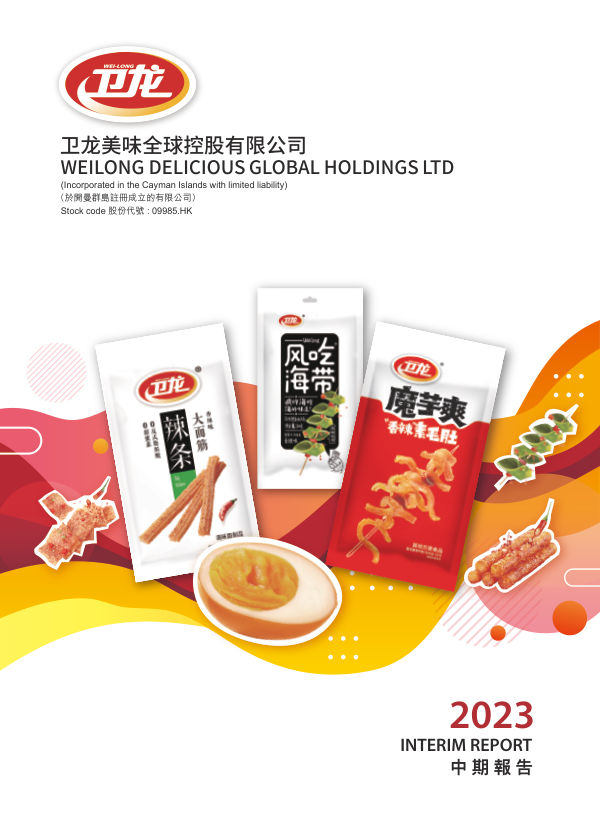 WEI-LONG
卫龙
卫龙美味全球控股有限公司
WEILONG DELICIOUS GLOBAL HOLDINGS LTD
(Incorporated in the Cayman Islands with limited liability)
(於開曼群島註冊成立的有限公司)
Stock code 股份代號 : 09985.HK
卫龙
风吃
海带
卫龙
大面筋
辣条
卫龙
魔芋爽
香辣素毛肚
2023
INTERIM REPORT
中期報告